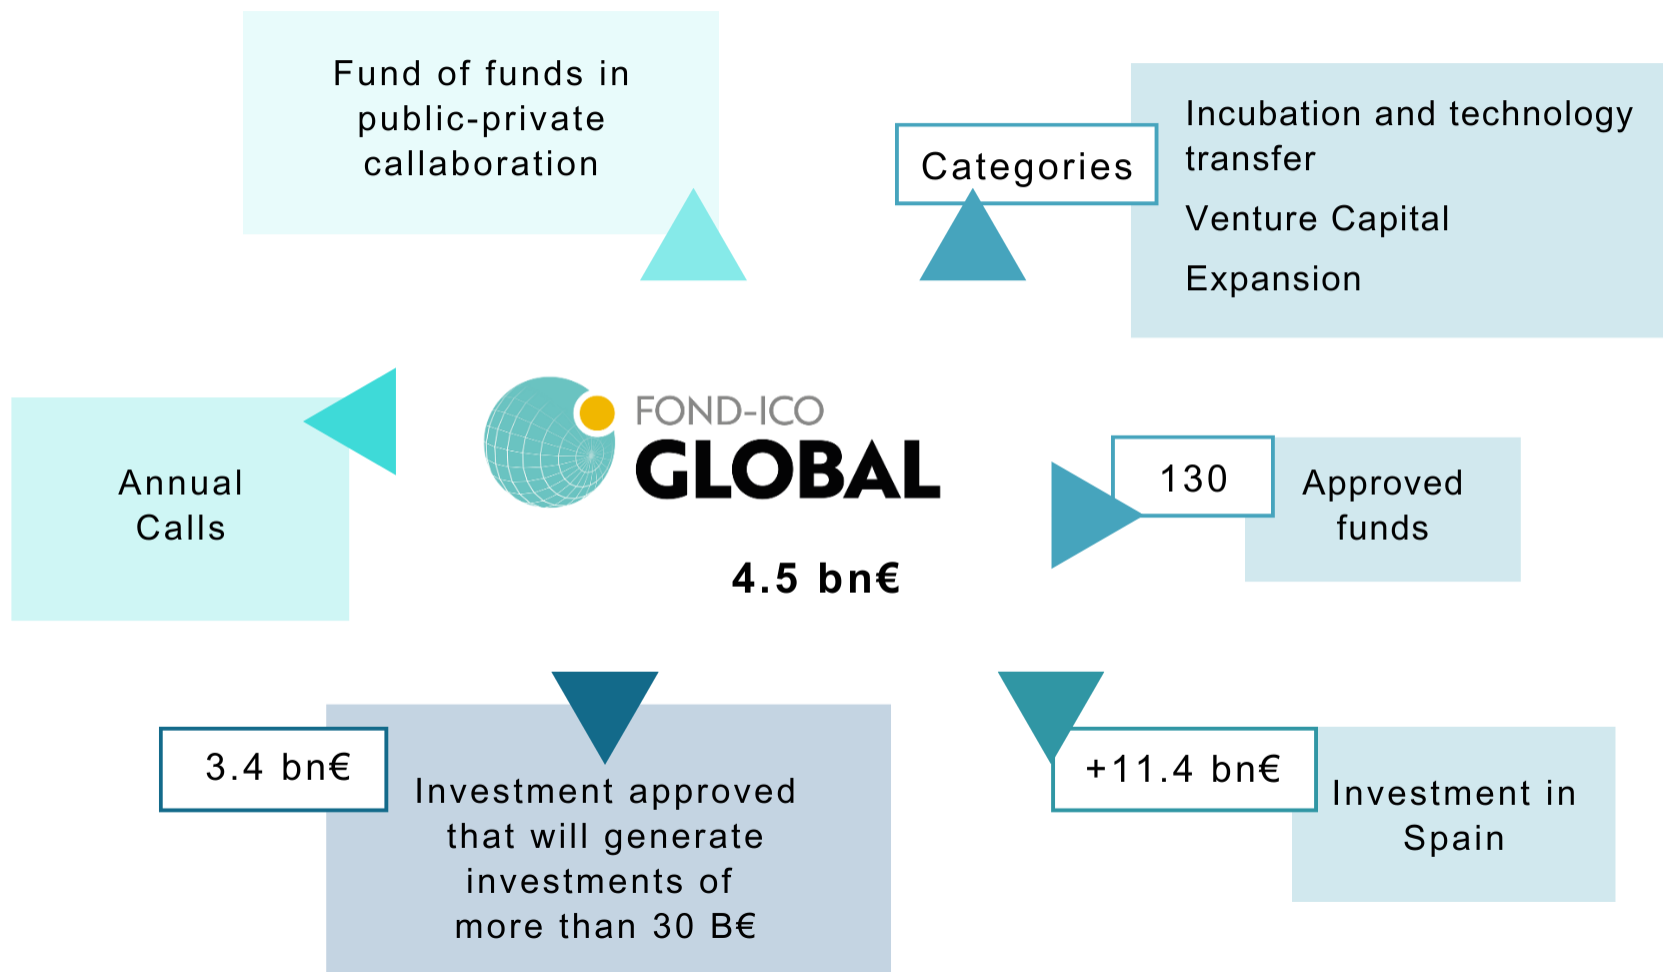 Fund of funds in
public-private
callaboration
Categories
Incubation and technology
transfer
Venture Capital
Expansion
Annual
Calls
FOND-ICO
GLOBAL
4.5 bn€
130
Approved
funds
3.4 bn€
Investment approved
that will generate
investments of
more than 30 B€
+11.4 bn€
Investment in
Spain